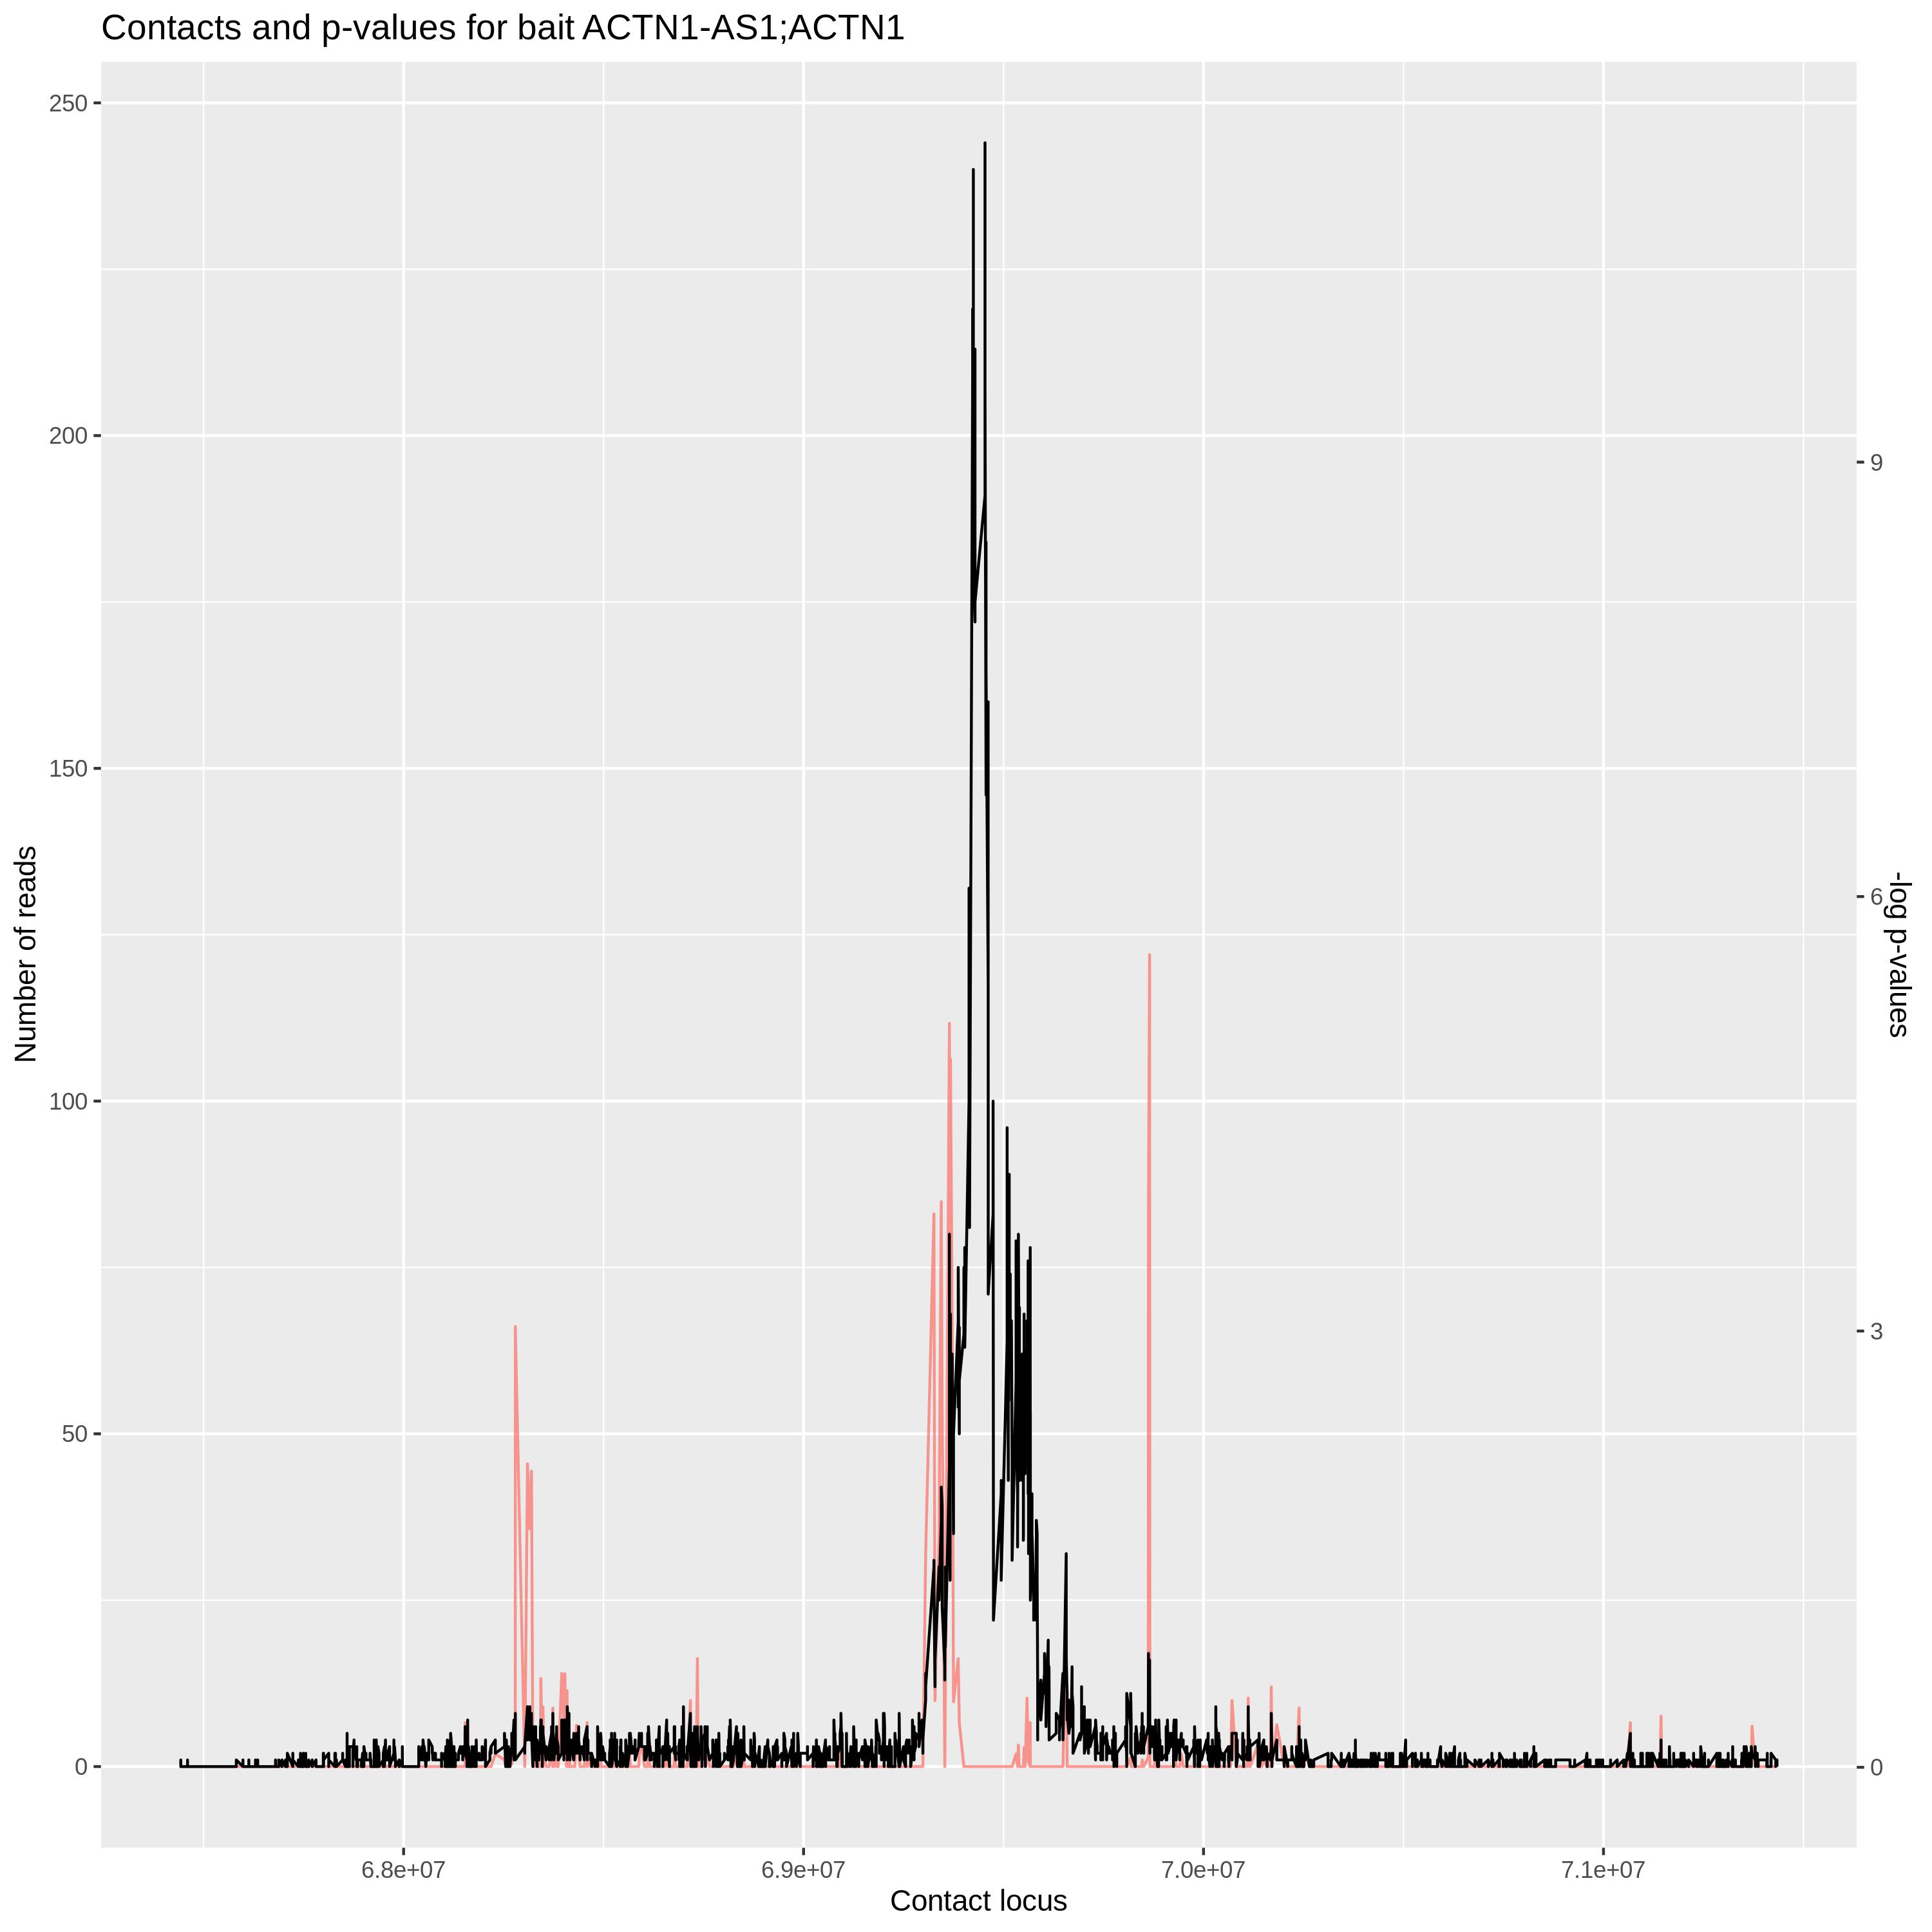 Contacts and p-values for bait ACTN1-AS1;ACTN1
250
200
150
100
50
0
Number of reads
9
6
3
0
-log p-values
6.8e+07
6.9e+07
7.0e+07
7.1e+07
Contact locus